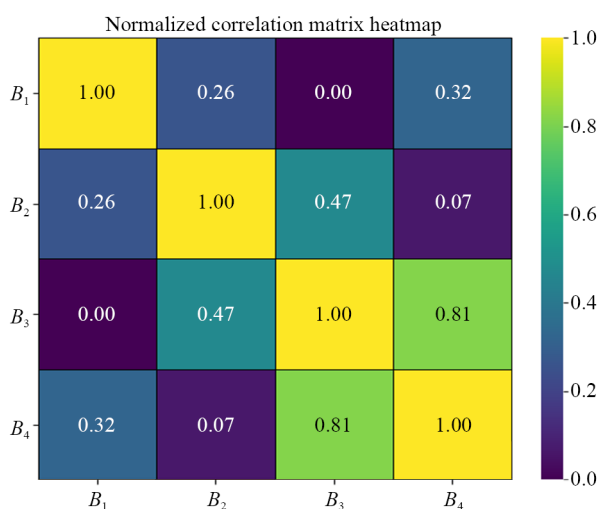 Normalized correlation matrix heatmap
B₁ 1.00 0.26 0.00 0.32
B₂ 0.26 1.00 0.47 0.07
B₃ 0.00 0.47 1.00 0.81
B₄ 0.32 0.07 0.81 1.00
B₁ B₂ B₃ B₄
1.0
0.8
0.6
0.4
0.2
0.0